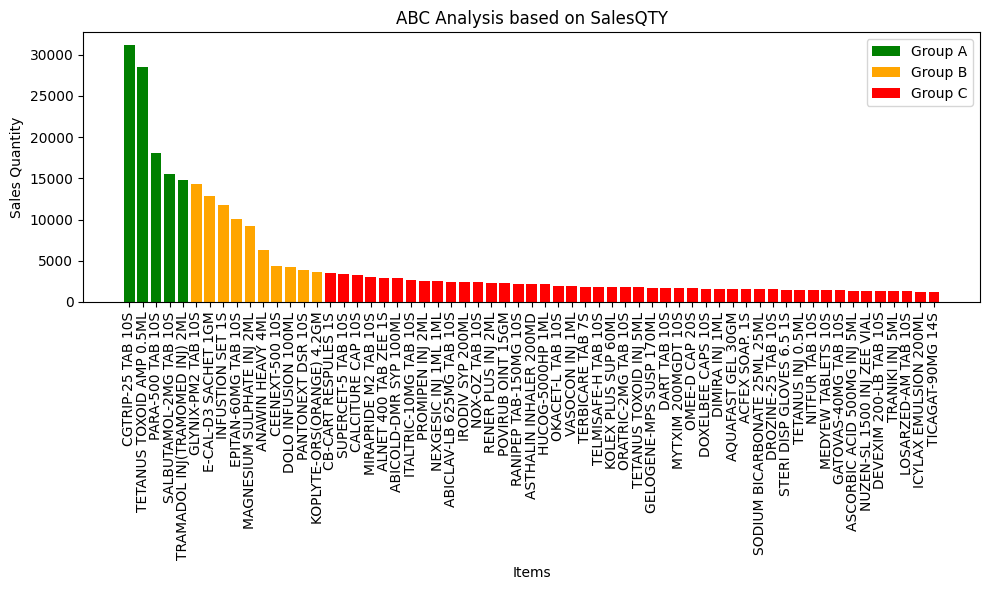 ABC Analysis based on SalesQTY
Group A
Group B
Group C
Sales Quantity
30000
25000
20000
15000
10000
5000
0
CGTRIP-25 TAB 10S
TETANUS TOXOID AMP 0.5ML
PARA-500 TAB 10S
SALBUTAMOL-2MG TAB 10S
TRAMADOL INJ(TRAMOMED INJ) 2ML
GLYNIX-PM2 TAB 10S
E-CAL-D3 SACHET 1GM
INFUSTION SET 1S
EPITAN-60MG TAB 10S
MAGNESIUM SULPHATE INJ 2ML
ANAWIN HEAVY 4ML
CEENEXT-500 10S
DOLO INFUSION 100ML
PANTONEXT DSR 10S
KOPLYTE-ORS(ORANGE) 4.2GM
CB-CART RESPULES 1S
SUPERCET-5 TAB 10S
CALCITURE CAP 10S
MIRAPRIDE M2 TAB 10S
ALNET 400 TAB ZEE 1S
ABICOLD-DMR SYP 100ML
ITALTRIC-10MG TAB 10S
PROMIPEN INJ 2ML
NEXGESIC INJ 1ML 1ML
ABICLAV-LB 625MG TAB 10S
IRODIV SYP 200ML
NOX-OZ TAB 10S
RENER PLUS INJ 2ML
POVIRUB OINT 15GM
RANIPEP TAB-150MG 10S
ASTHALIN INHALER 200MD
HUCOG-5000HP 1ML
OKACET-L TAB 10S
VASOCON INJ 1ML
TERBICARE TAB 7S
TELMISAFE-H TAB 10S
KOLEX PLUS SUP 60ML
ORATRIC-2MG TAB 10S
TETANUS TOXOID INJ 5ML
GELOGENE-MPS SUSP 170ML
DART TAB 10S
MYTXIM 200MGDT 10S
OMEE-D CAP 20S
DOXELBEE CAPS 10S
DIMIRA INJ 1ML
AQUAFAST GEL 30GM
ACFEX SOAP 1S
SODIUM BICARBONATE 25ML 25ML
DROZINE-25 TAB 10S
STERI DISP GLOVES 6.5 1S
TETANUS INJ 0.5ML
NITFUR TAB 10S
MEDYEW TABLETS 10S
GATOVAS-40MG TAB 10S
ASCORBIC ACID 500MG INJ 5ML
NUZEN-SL 1500 INJ ZEE VIAL
DEVEXIM 200-LB TAB 10S
TRANIKI INJ 5ML
LOSARZED-AM TAB 10S
ICYLAX EMULSION 200ML
TICAGAT-90MG 14S
Items